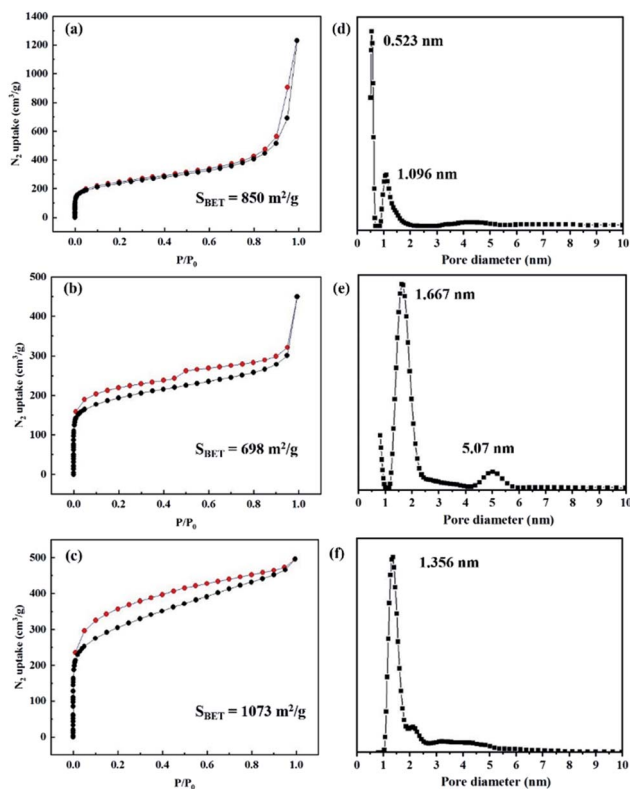 (a)
N₂ uptake (cm³/g)
1400
1200
1000
800
600
400
200
0
S_BET = 850 m²/g
0.0 0.2 0.4 0.6 0.8 1.0
P/P₀
(d)
0.523 nm
1.096 nm
0 1 2 3 4 5 6 7 8 9 10
Pore diameter (nm)
(b)
N₂ uptake (cm³/g)
500
400
300
200
100
0
S_BET = 698 m²/g
0.0 0.2 0.4 0.6 0.8 1.0
P/P₀
(e)
1.667 nm
5.07 nm
0 1 2 3 4 5 6 7 8 9 10
Pore diameter (nm)
(c)
N₂ uptake (cm³/g)
500
400
300
200
100
0
S_BET = 1073 m²/g
0.0 0.2 0.4 0.6 0.8 1.0
P/P₀
(f)
1.356 nm
0 1 2 3 4 5 6 7 8 9 10
Pore diameter (nm)